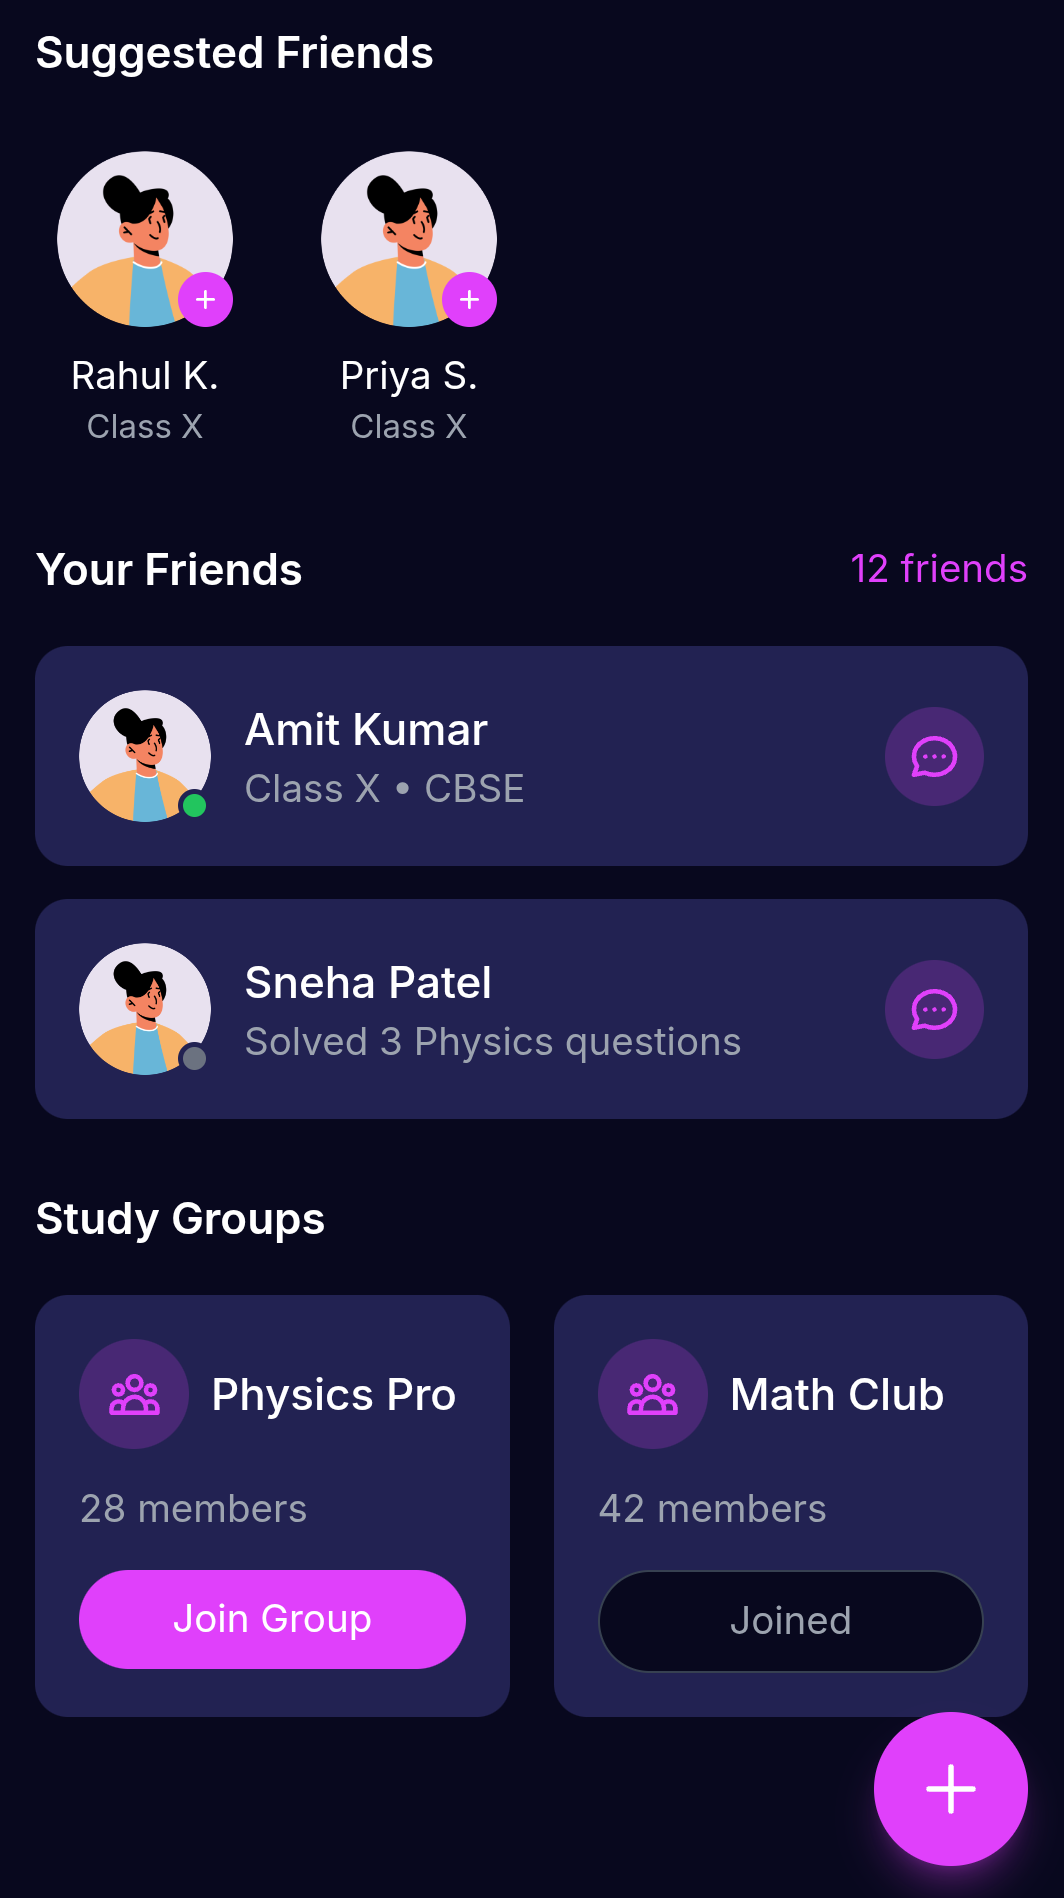 Suggested Friends
Rahul K.
Priya S.
Class X
Class X
Your Friends
12 friends
Amit Kumar
Class X • CBSE
Sneha Patel
Solved 3 Physics questions
Study Groups
Physics Pro
28 members
Join Group
Math Club
42 members
Joined